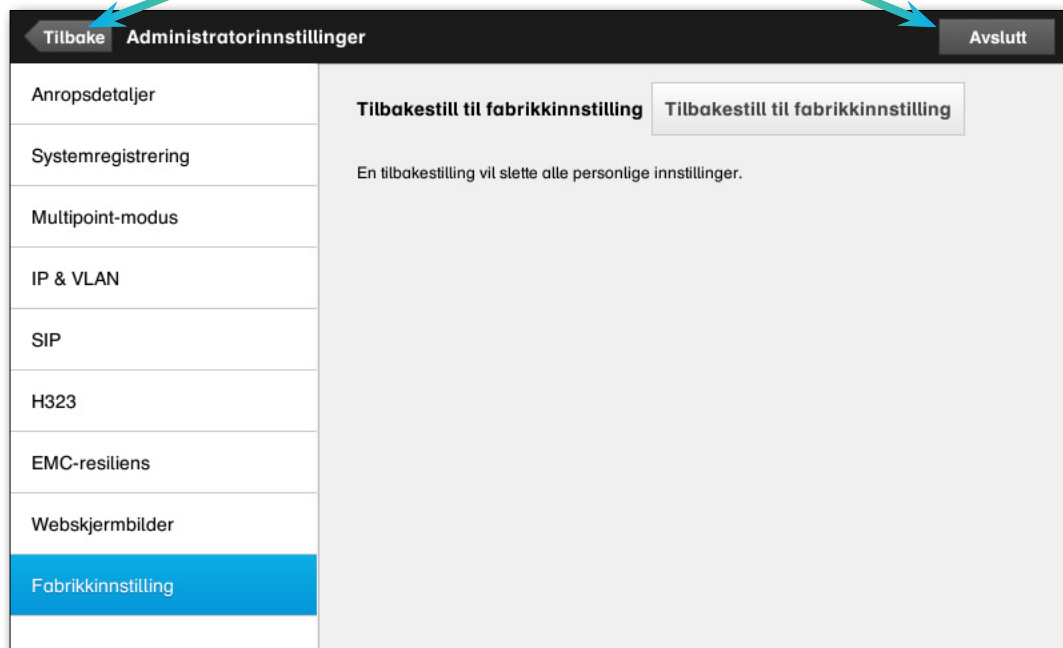 Tilbake Administratorinnstillinger Avslutt
Anropsdetaljer
Systemregistrering
Multipoint-modus
IP & VLAN
SIP
H323
EMC-resiliens
Webskjermbilder
Fabrikkinnstilling
Tilbakestill til fabrikkinnstilling Tilbakestill til fabrikkinnstilling
En tilbakestilling vil slette alle personlige innstillinger.